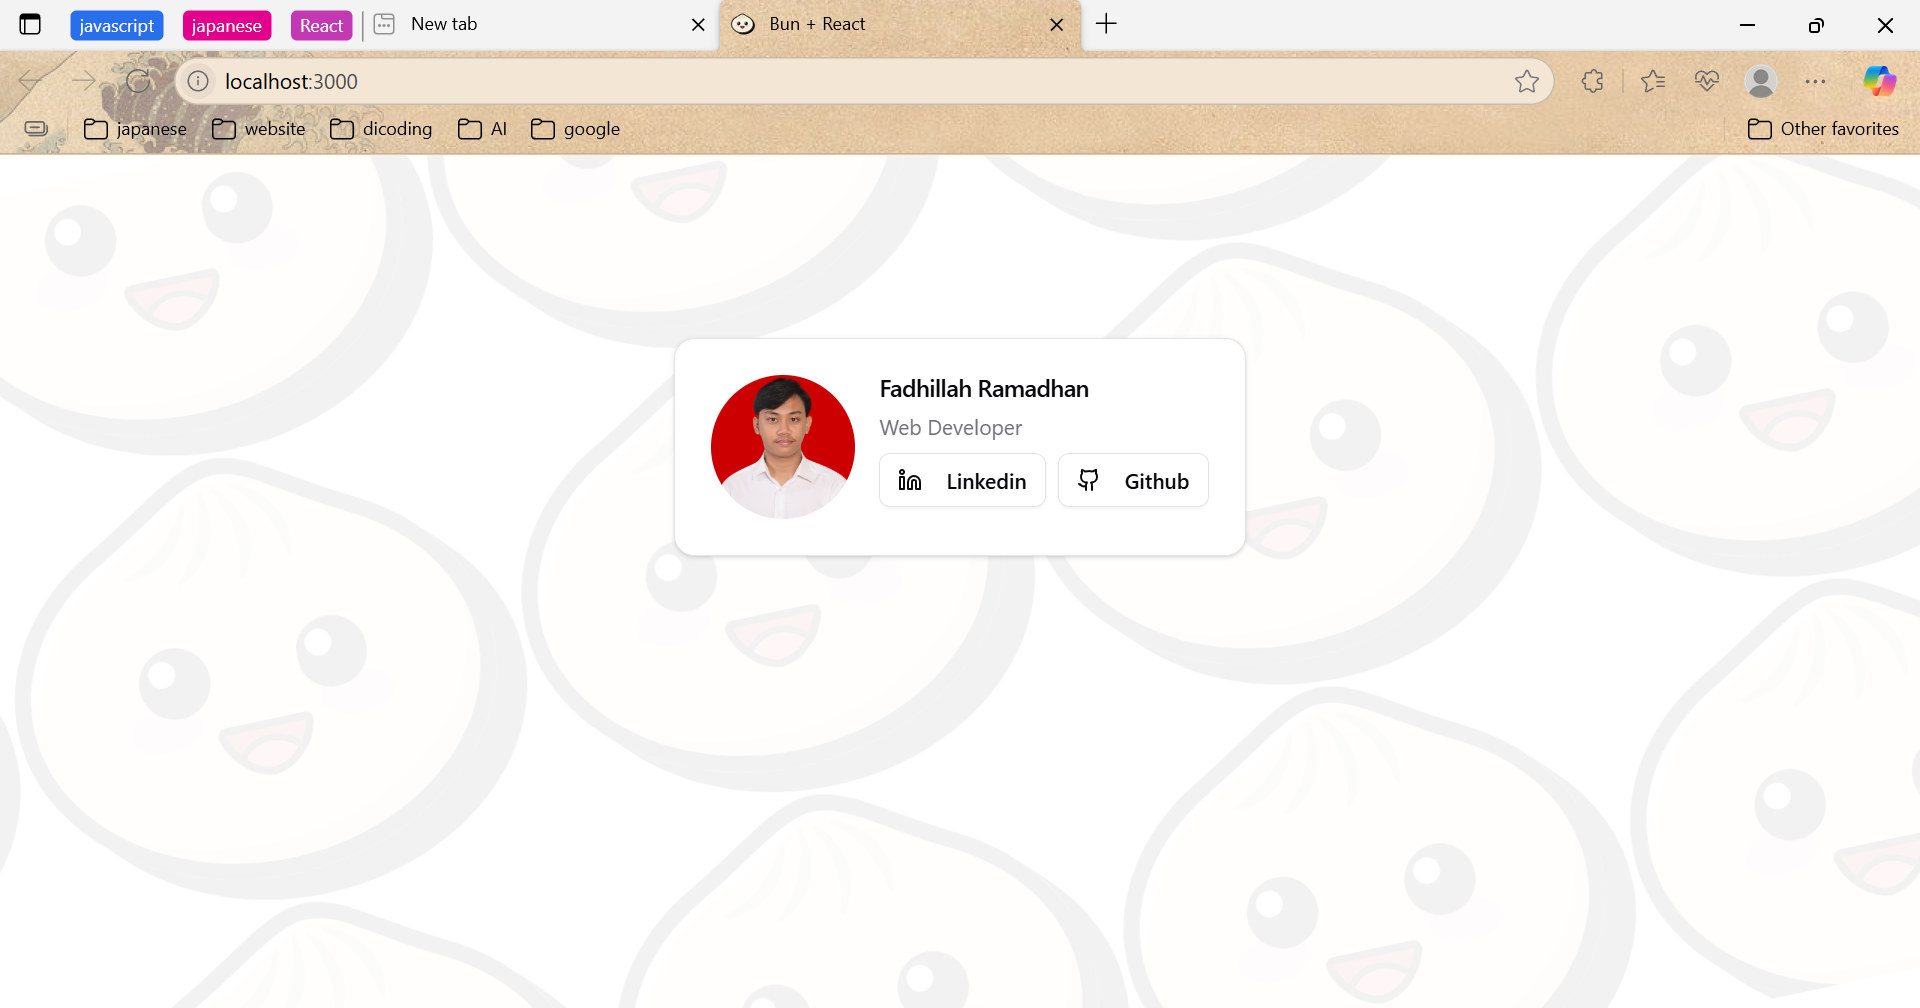 javascript japanese React New tab Bun + React
localhost:3000
japanese website dicoding AI google Other favorites
Fadhillah Ramadhan
Web Developer
Linkedin Github